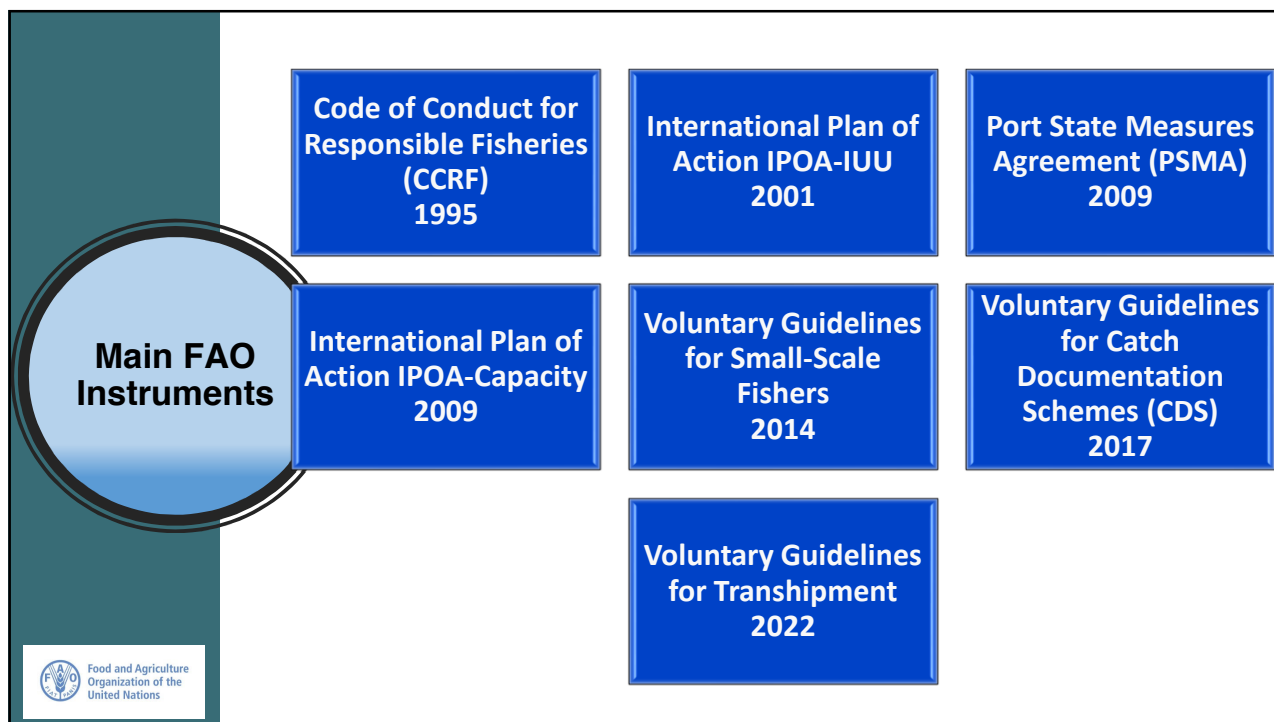 Main FAO
Instruments
Code of Conduct for
Responsible Fisheries
(CCRF)
1995
International Plan of
Action IPOA-IUU
2001
Port State Measures
Agreement (PSMA)
2009
International Plan of
Action IPOA-Capacity
2009
Voluntary Guidelines
for Small-Scale
Fishers
2014
Voluntary Guidelines
for Catch
Documentation
Schemes (CDS)
2017
Voluntary Guidelines
for Transhipment
2022
F A O
FIAT PANIS
Food and Agriculture
Organization of the
United Nations